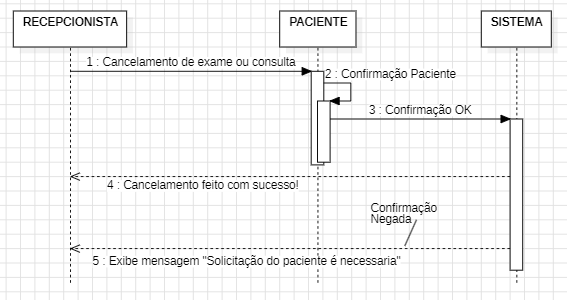 RECEPCIONISTA
PACIENTE
SISTEMA
1 : Cancelamento de exame ou consulta
2 : Confirmação Paciente
3 : Confirmação OK
4 : Cancelamento feito com sucesso!
Confirmação
Negada
5 : Exibe mensagem "Solicitação do paciente é necessaria"